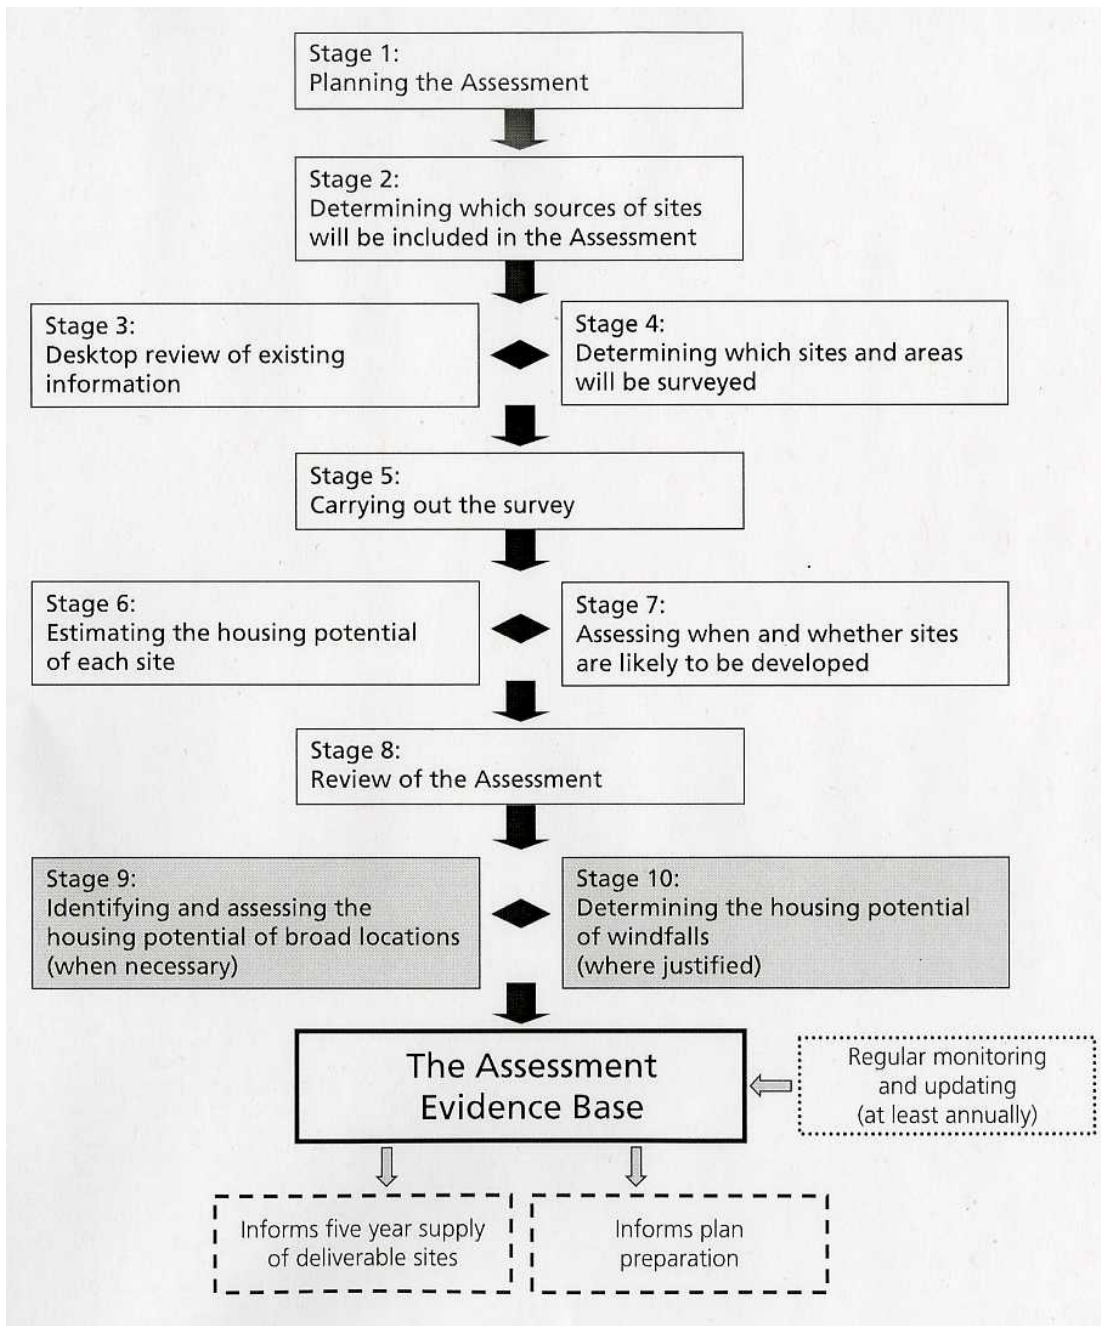 Stage 1:
Planning the Assessment
Stage 2:
Determining which sources of sites
will be included in the Assessment
Stage 3:
Desktop review of existing
information
Stage 4:
Determining which sites and areas
will be surveyed
Stage 5:
Carrying out the survey
Stage 6:
Estimating the housing potential
of each site
Stage 7:
Assessing when and whether sites
are likely to be developed
Stage 8:
Review of the Assessment
Stage 9:
Identifying and assessing the
housing potential of broad locations
(when necessary)
Stage 10:
Determining the housing potential
of windfalls
(where justified)
The Assessment
Evidence Base
Regular monitoring
and updating
(at least annually)
Informs five year supply
of deliverable sites
Informs plan
preparation